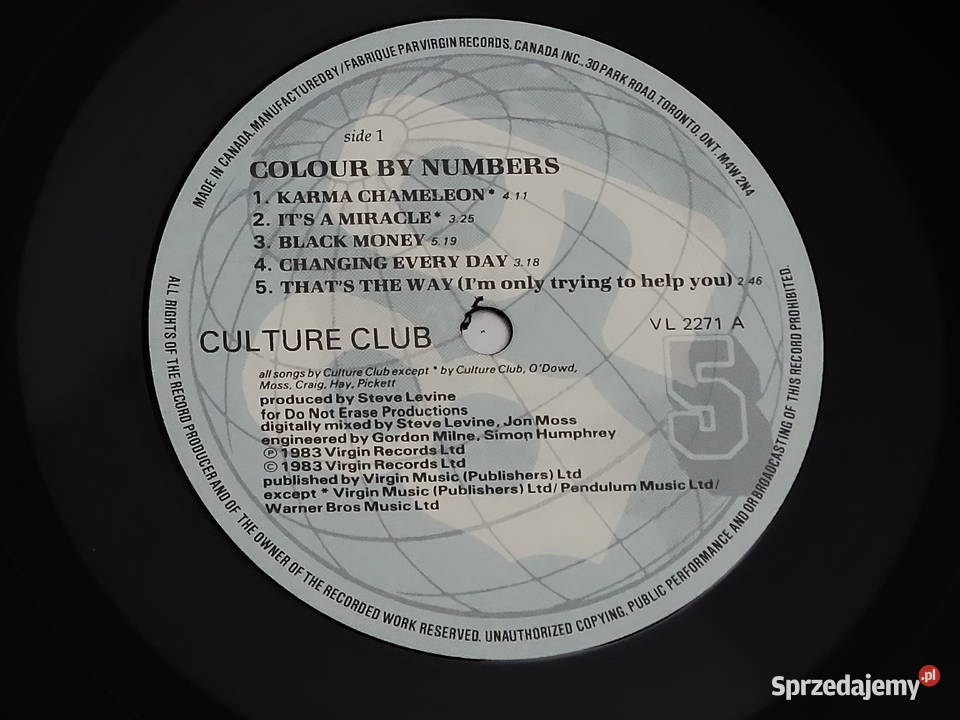 MADE IN CANADA. MANUFACTURED BY / FABRIQUE PAR VIRGIN RECORDS. CANADA INC., 30 PARK ROAD, TORONTO, ONT. M4W 2N4
side 1
COLOUR BY NUMBERS
1. KARMA CHAMELEON* 4.11
2. IT'S A MIRACLE* 3.25
3. BLACK MONEY 5.19
4. CHANGING EVERY DAY 3.18
5. THAT'S THE WAY (I'm only trying to help you) 2.46
CULTURE CLUB
VL 2271 A
5
all songs by Culture Club except * by Culture Club, O'Dowd,
Moss, Craig, Hay, Pickett
produced by Steve Levine
for Do Not Erase Productions
digitally mixed by Steve Levine, Jon Moss
engineered by Gordon Milne, Simon Humphrey
℗ 1983 Virgin Records Ltd
© 1983 Virgin Records Ltd
published by Virgin Music (Publishers) Ltd
except * Virgin Music (Publishers) Ltd/Pendulum Music Ltd/
Warner Bros Music Ltd
ALL RIGHTS OF THE RECORD PRODUCER AND OF THE OWNER OF THE RECORDED WORK RESERVED. UNAUTHORIZED COPYING, PUBLIC PERFORMANCE AND/OR BROADCASTING OF THIS RECORD PROHIBITED.
Sprzedajemy.pl